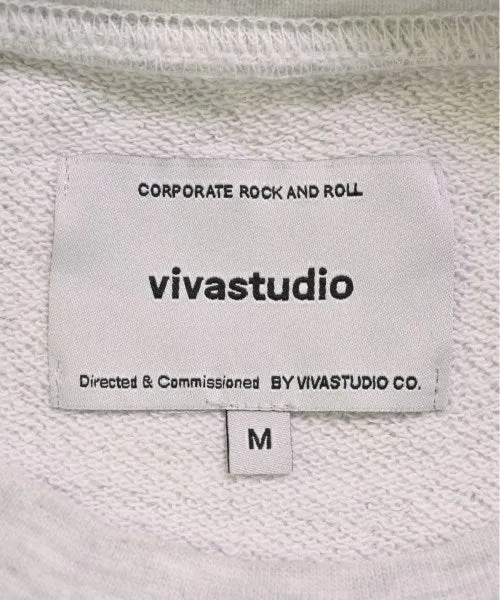 CORPORATE ROCK AND ROLL
vivastudio
Directed & Commissioned BY VIVASTUDIO CO.
M